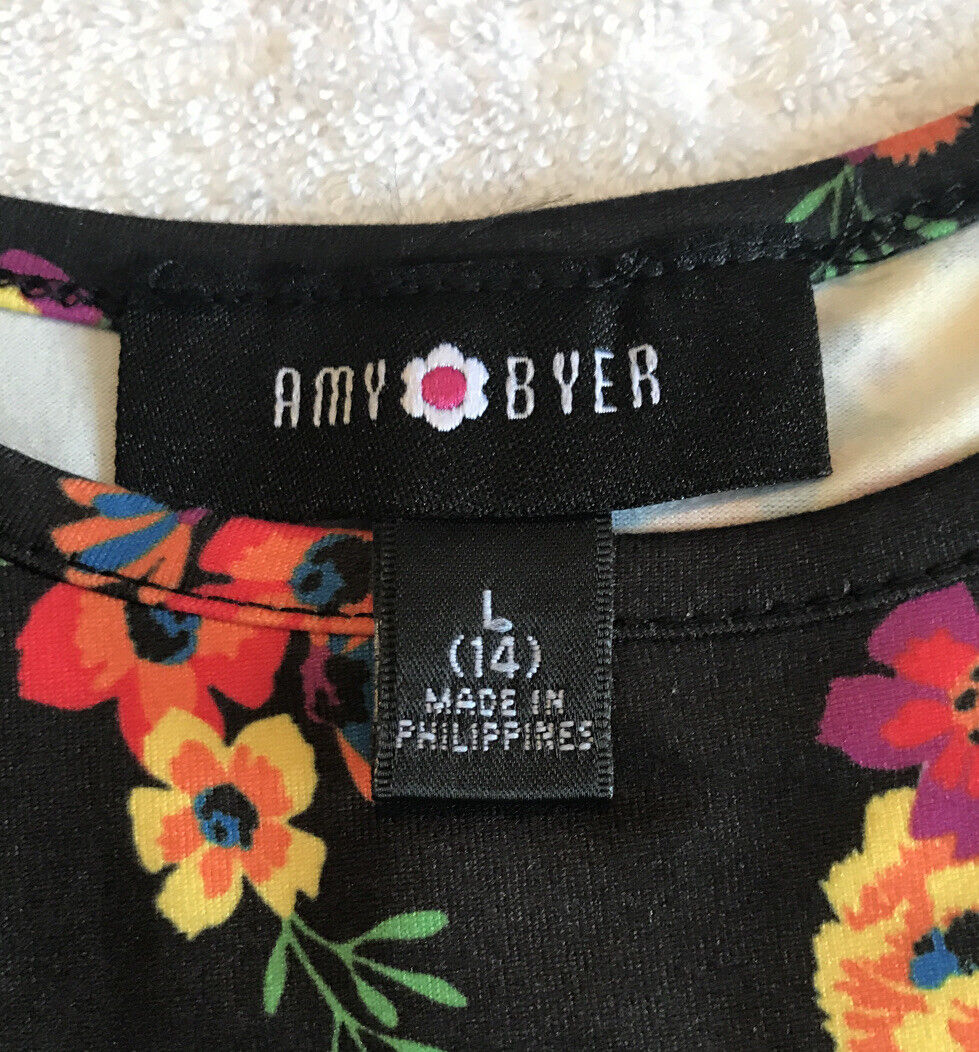 AMY BYER
L
(14)
MADE IN
PHILIPPINES